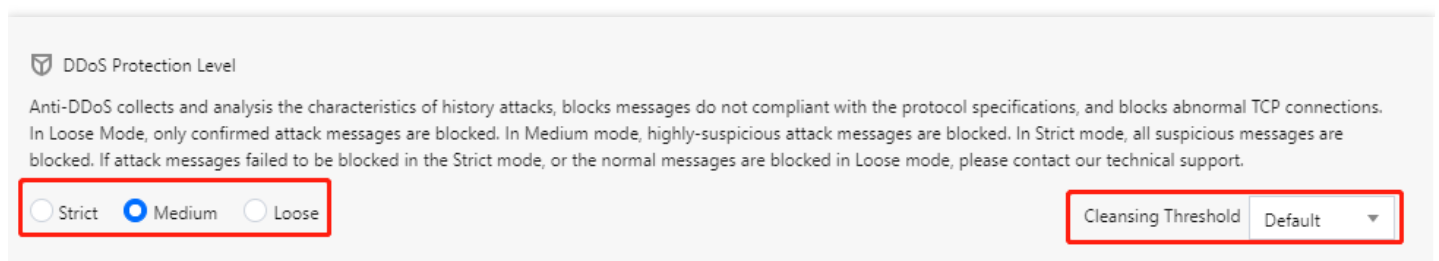 DDoS Protection Level
Anti-DDoS collects and analysis the characteristics of history attacks, blocks messages do not compliant with the protocol specifications, and blocks abnormal TCP connections.
In Loose Mode, only confirmed attack messages are blocked. In Medium mode, highly-suspicious attack messages are blocked. In Strict mode, all suspicious messages are
blocked. If attack messages failed to be blocked in the Strict mode, or the normal messages are blocked in Loose mode, please contact our technical support.
Strict Medium Loose Cleansing Threshold Default